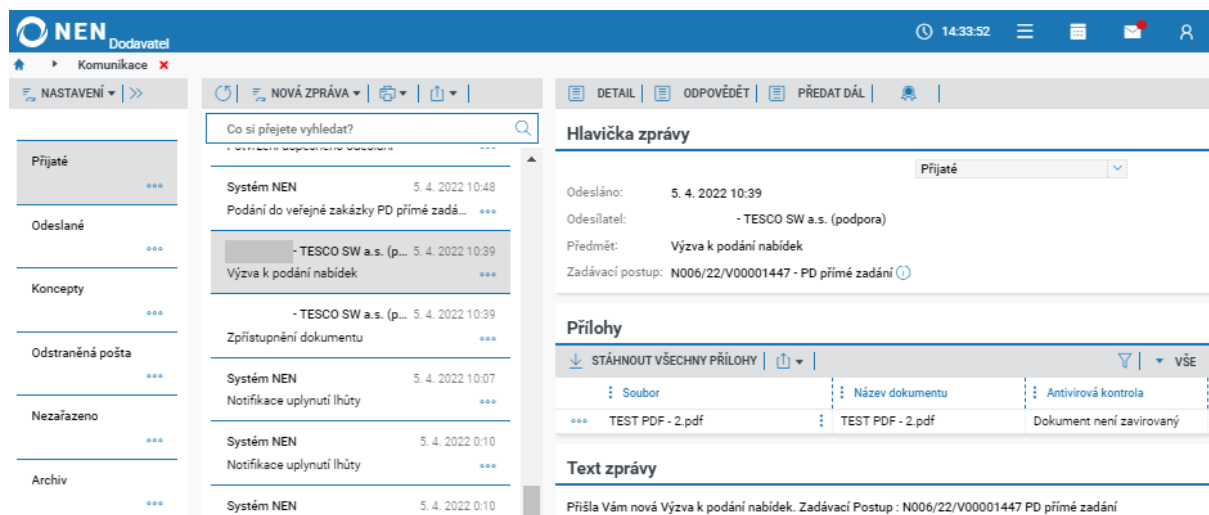 NEN Dodavatel
14:33:52
Komunikace
NASTAVENÍ
NOVÁ ZPRÁVA
DETAIL
ODPOVĚDĚT
PŘEDAT DÁL
Přijaté
Odeslané
Koncepty
Odstraněná pošta
Nezařazeno
Archiv
Co si přejete vyhledat?
Systém NEN 5. 4. 2022 10:48
Podání do veřejné zakázky PD přímé zadá...
- TESCO SW a.s. (p... 5. 4. 2022 10:39
Výzva k podání nabídek
- TESCO SW a.s. (p... 5. 4. 2022 10:39
Zpřístupnění dokumentu
Systém NEN 5. 4. 2022 10:07
Notifikace uplynutí lhůty
Systém NEN 5. 4. 2022 0:10
Notifikace uplynutí lhůty
Systém NEN 5. 4. 2022 0:10
Hlavička zprávy
Přijaté
Odesláno: 5. 4. 2022 10:39
Odesílatel: - TESCO SW a.s. (podpora)
Předmět: Výzva k podání nabídek
Zadávací postup: N006/22/V00001447 - PD přímé zadání
Přílohy
STÁHNOUT VŠECHNY PŘÍLOHY
VŠE
Soubor Název dokumentu Antivirová kontrola
TEST PDF - 2.pdf TEST PDF - 2.pdf Dokument není zavirovaný
Text zprávy
Přišla Vám nová Výzva k podání nabídek. Zadávací Postup : N006/22/V00001447 PD přímé zadání